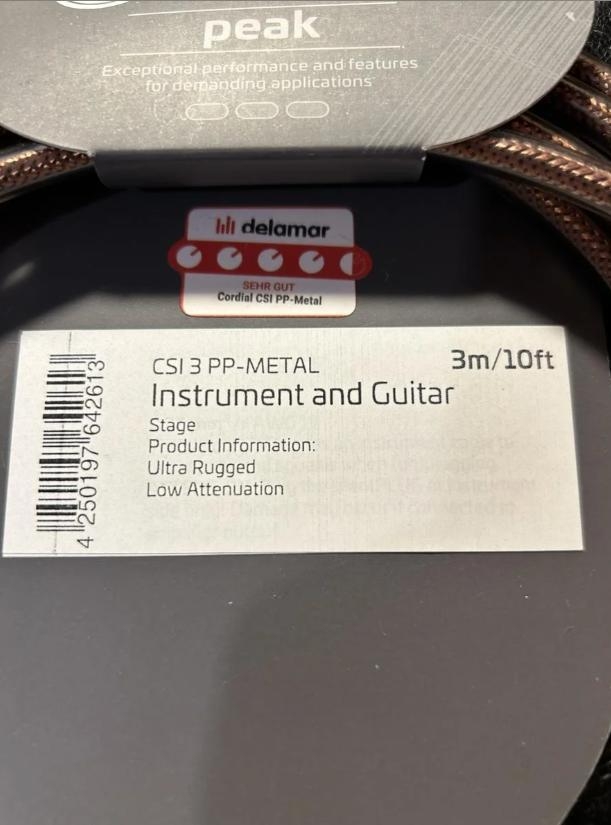 peak
Exceptional performance and features
for demanding applications
delamar
SEHR GUT
Cordial CSI PP-Metal
CSI 3 PP-METAL
3m/10ft
Instrument and Guitar
Stage
Product Information:
Ultra Rugged
Low Attenuation
4 250197 642613